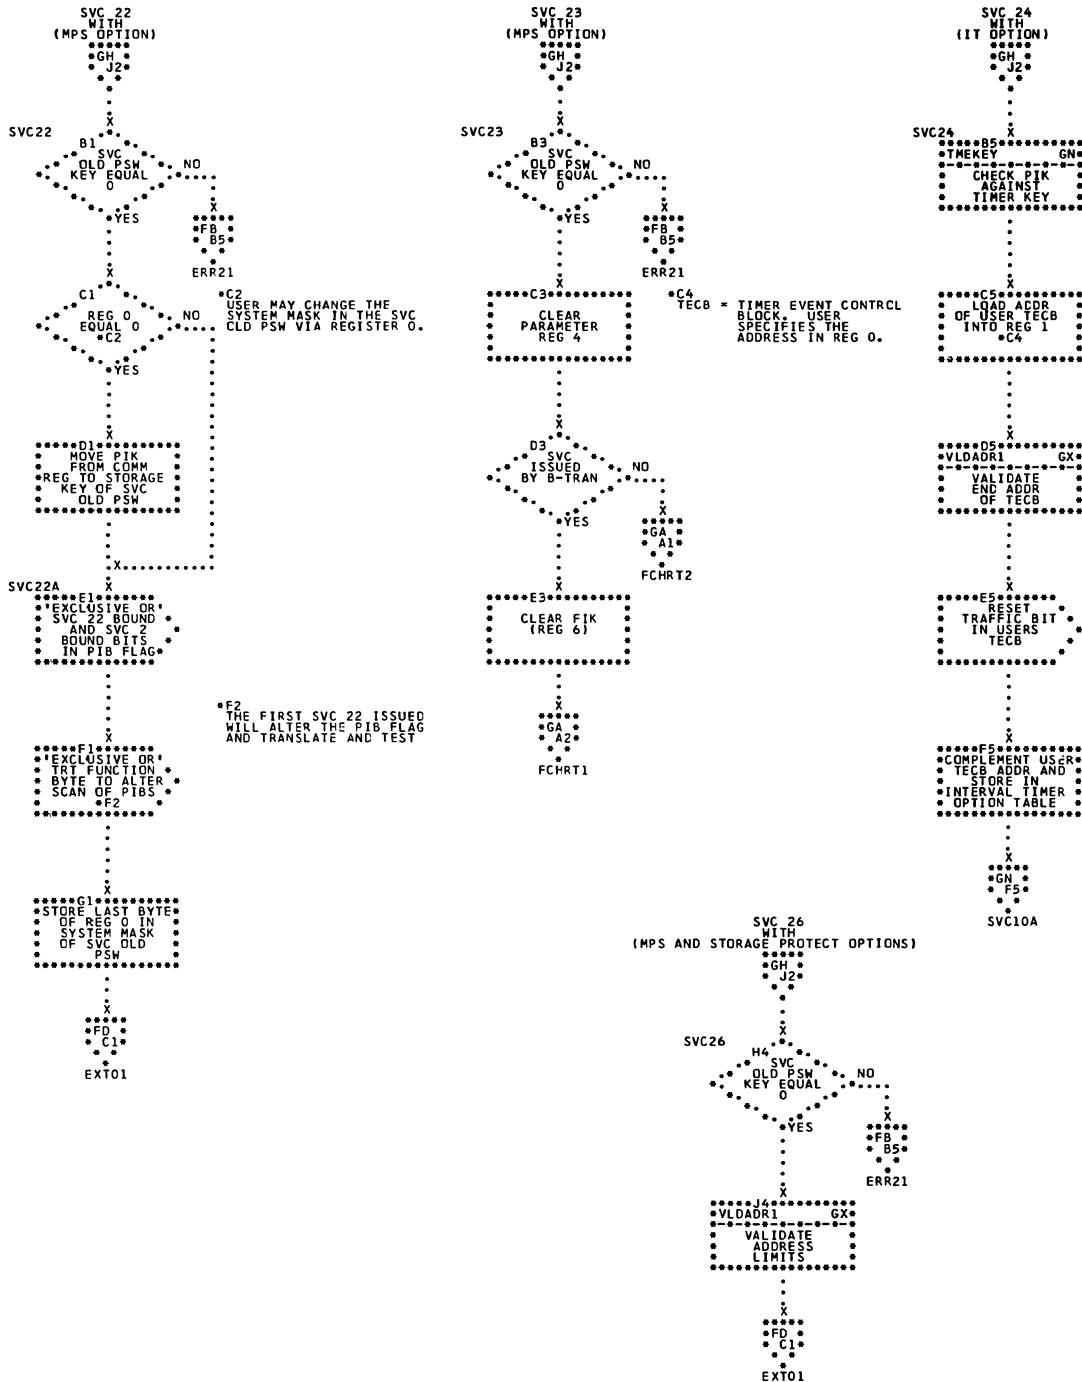 SVC 22
WITH
(MPS OPTION)
GH
J2
SVC22
B1
SVC
OLD PSW
KEY EQUAL
0
NO
YES
FB
B5
ERR21
C1
REG 0
EQUAL 0
*C2
NO
YES
*C2
USER MAY CHANGE THE
SYSTEM MASK IN THE SVC
OLD PSW VIA REGISTER 0.
D1
MOVE PIK
FROM COMM
REG TO STORAGE
KEY OF SVC
OLD PSW
SVC22A
E1
'EXCLUSIVE OR'
SVC 22 BOUND
AND SVC 2
BOUND BITS
IN PIB FLAG
*F2
THE FIRST SVC 22 ISSUED
WILL ALTER THE PIB FLAG
AND TRANSLATE AND TEST
F1
'EXCLUSIVE OR'
TRT FUNCTION
BYTE TO ALTER
SCAN OF PIBS
*F2
G1
STORE LAST BYTE
OF REG 0 IN
SYSTEM MASK
OF SVC OLD
PSW
FD
C1
EXT01
SVC 23
WITH
(MPS OPTION)
GH
J2
SVC23
B3
SVC
OLD PSW
KEY EQUAL
0
NO
YES
FB
B5
ERR21
C3
CLEAR
PARAMETER
REG 4
*C4
TECB = TIMER EVENT CONTROL
BLOCK. USER
SPECIFIES THE
ADDRESS IN REG 0.
D3
SVC
ISSUED
BY B-TRAN
NO
YES
GA
A1
FCHRT2
E3
CLEAR FIK
(REG 6)
GA
A2
FCHRT1
SVC 24
WITH
(IT OPTION)
GH
J2
SVC24
B5
TMEKEY GN
CHECK PIK
AGAINST
TIMER KEY
C5
LOAD ADDR
OF USER TECB
INTO REG 1
*C4
D5
VLDADR1 GX
VALIDATE
END ADDR
OF TECB
E5
RESET
TRAFFIC BIT
IN USERS
TECB
F5
COMPLEMENT USER
TECB ADDR AND
STORE IN
INTERVAL TIMER
OPTION TABLE
GN
F5
SVC10A
SVC 26
WITH
(MPS AND STORAGE PROTECT OPTIONS)
GH
J2
SVC26
H4
SVC
OLD PSW
KEY EQUAL
0
NO
YES
FB
B5
ERR21
J4
VLDADR1 GX
VALIDATE
ADDRESS
LIMITS
FD
C1
EXT01